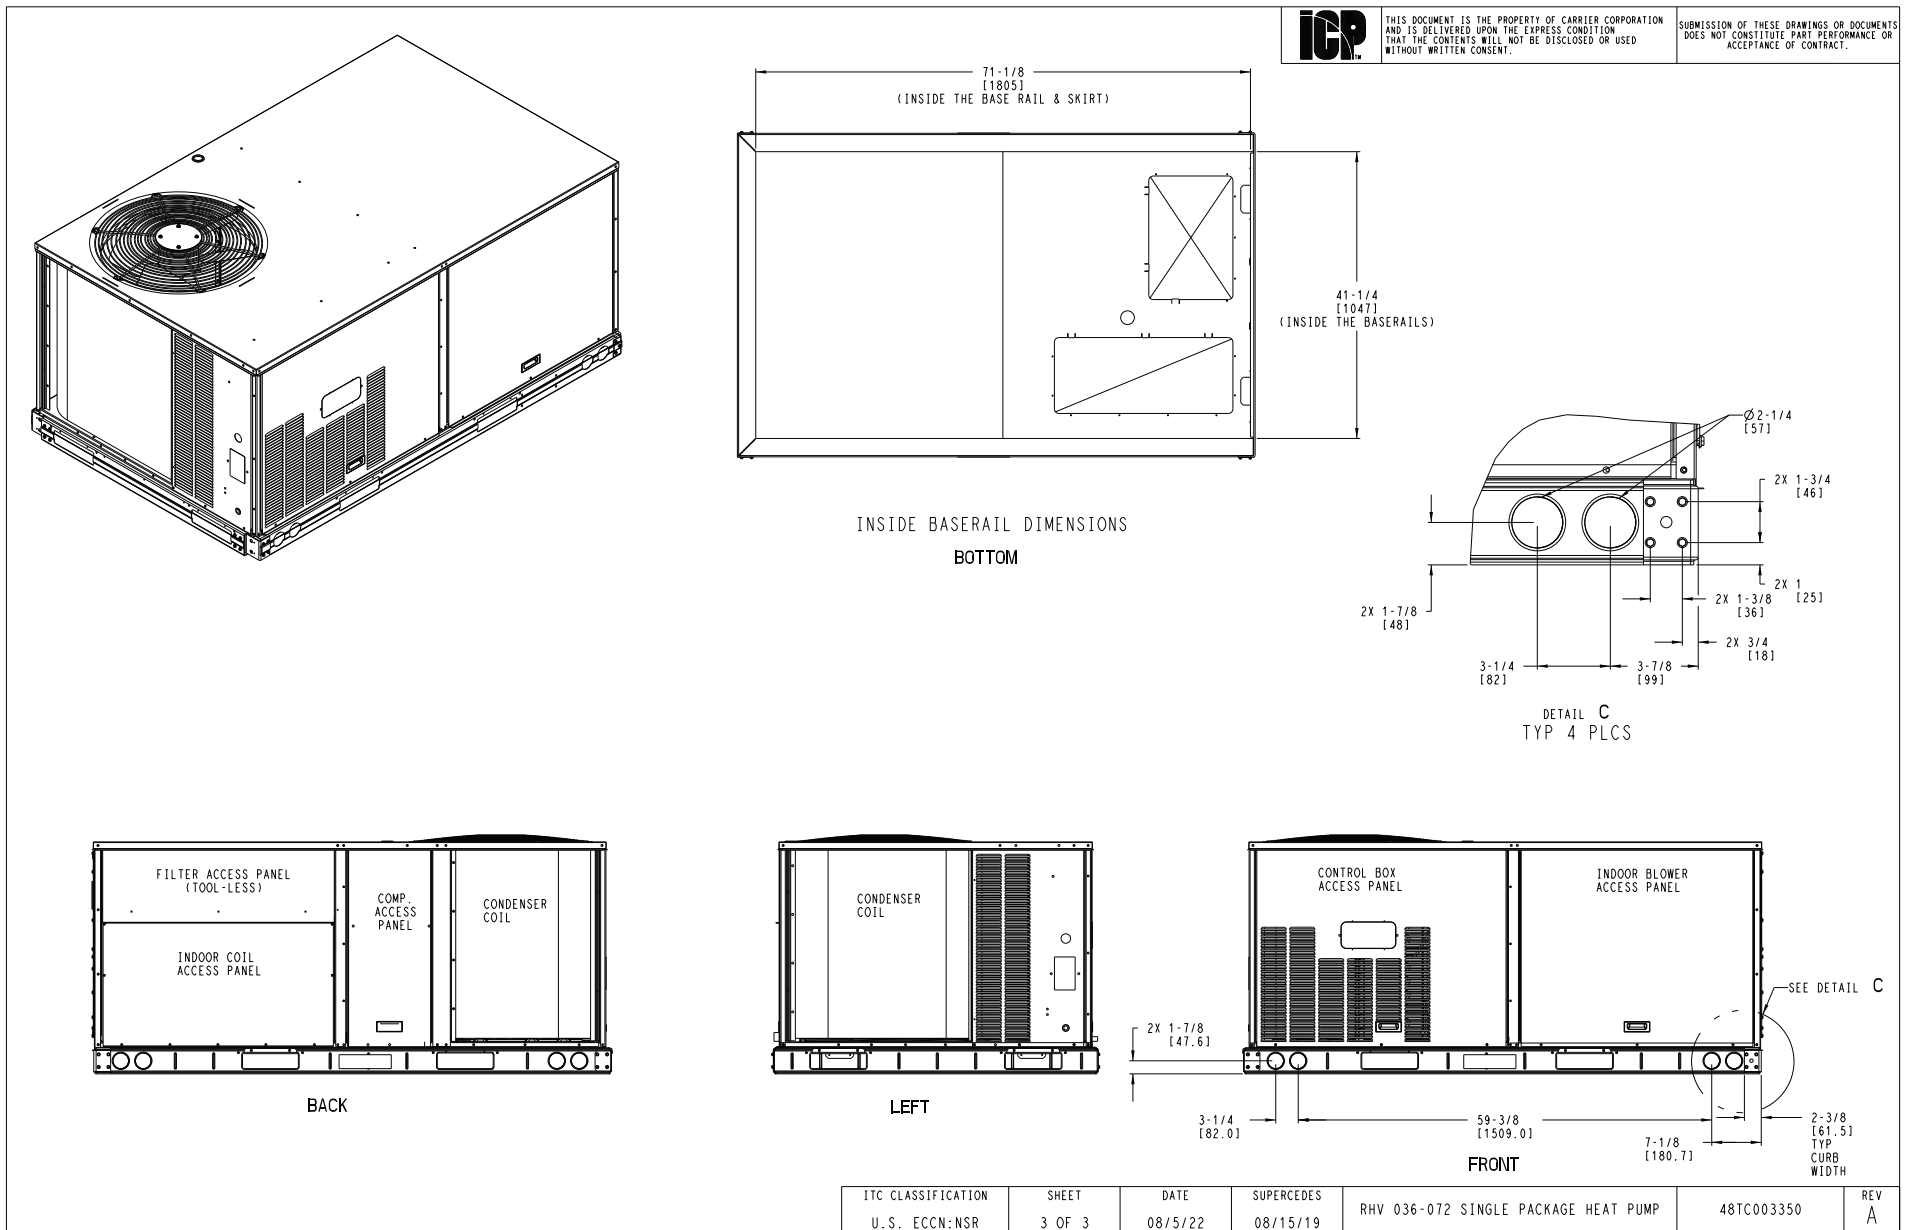 ICP
TM
THIS DOCUMENT IS THE PROPERTY OF CARRIER CORPORATION
AND IS DELIVERED UPON THE EXPRESS CONDITION
THAT THE CONTENTS WILL NOT BE DISCLOSED OR USED
WITHOUT WRITTEN CONSENT.
SUBMISSION OF THESE DRAWINGS OR DOCUMENTS
DOES NOT CONSTITUTE PART PERFORMANCE OR
ACCEPTANCE OF CONTRACT.
71-1/8
[1805]
(INSIDE THE BASE RAIL & SKIRT)
41-1/4
[1047]
(INSIDE THE BASERAILS)
INSIDE BASERAIL DIMENSIONS
BOTTOM
Ø2-1/4
[57]
2X 1-3/4
[46]
2X 1
[25]
2X 1-3/8
[36]
2X 1-7/8
[48]
2X 3/4
[18]
3-1/4
[82]
3-7/8
[99]
DETAIL C
TYP 4 PLCS
FILTER ACCESS PANEL
(TOOL-LESS)
INDOOR COIL
ACCESS PANEL
COMP.
ACCESS
PANEL
CONDENSER
COIL
BACK
CONDENSER
COIL
LEFT
CONTROL BOX
ACCESS PANEL
INDOOR BLOWER
ACCESS PANEL
SEE DETAIL C
2X 1-7/8
[47.6]
3-1/4
[82.0]
59-3/8
[1509.0]
7-1/8
[180.7]
2-3/8
[61.5]
TYP
CURB
WIDTH
FRONT
ITC CLASSIFICATION
U.S. ECCN:NSR
SHEET
3 OF 3
DATE
08/5/22
SUPERCEDES
08/15/19
RHV 036-072 SINGLE PACKAGE HEAT PUMP
48TC003350
REV
A